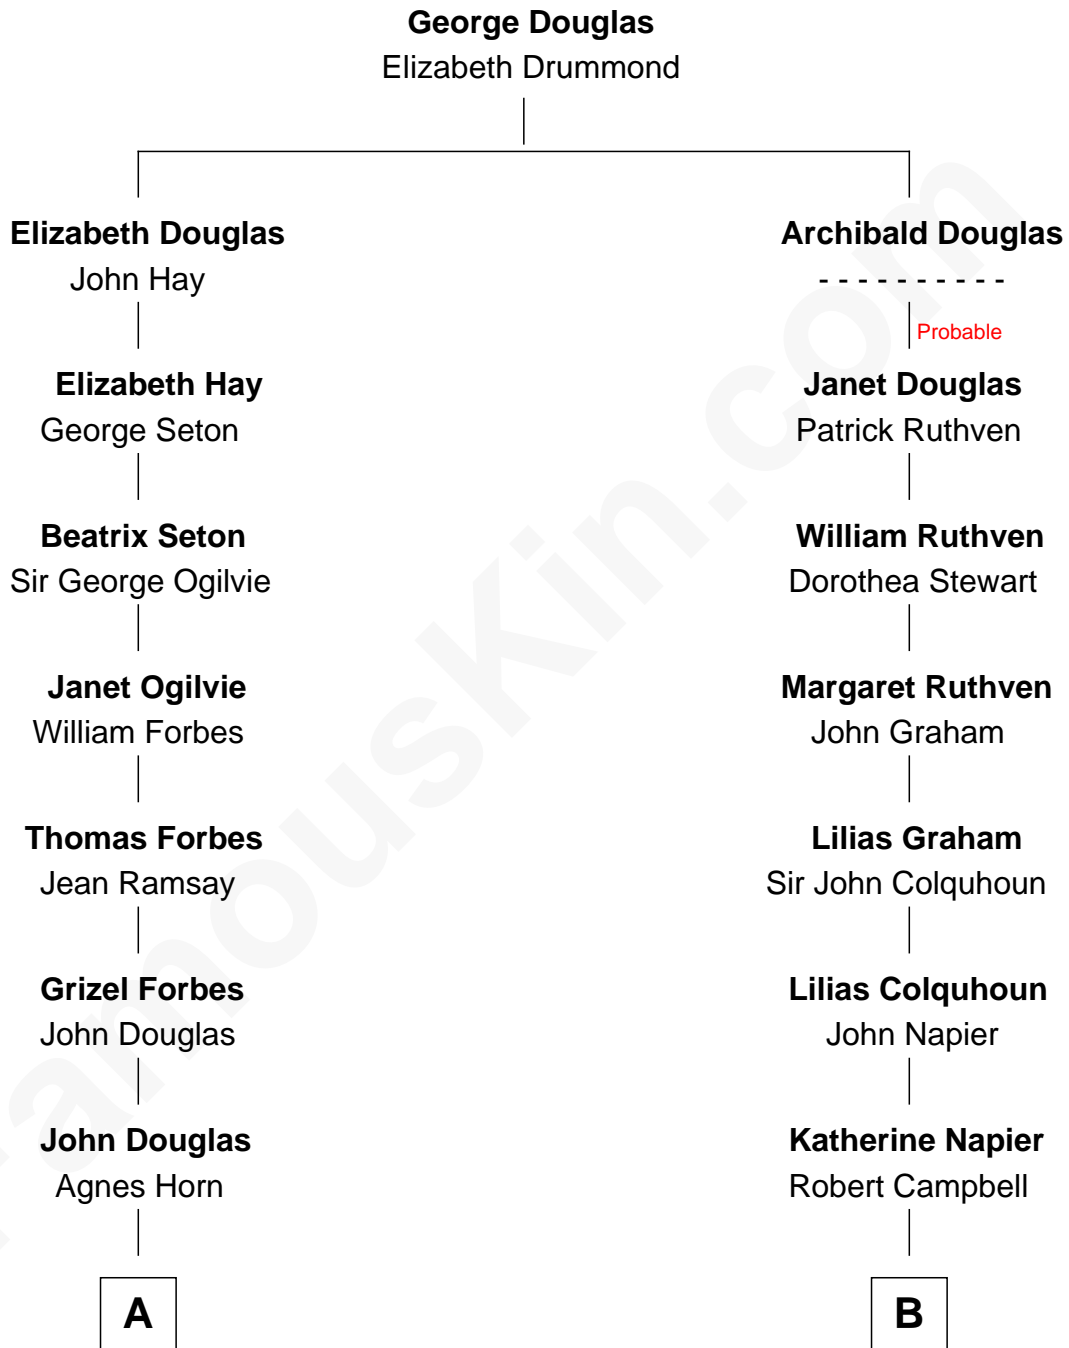 George Douglas
Elizabeth Drummond
Elizabeth Douglas
John Hay
Archibald Douglas
- - - - - - - - - -
Probable
Elizabeth Hay
George Seton
Janet Douglas
Patrick Ruthven
Beatrix Seton
Sir George Ogilvie
William Ruthven
Dorothea Stewart
Janet Ogilvie
William Forbes
Margaret Ruthven
John Graham
Thomas Forbes
Jean Ramsay
Lilias Graham
Sir John Colquhoun
Grizel Forbes
John Douglas
Lilias Colquhoun
John Napier
John Douglas
Agnes Horn
Katherine Napier
Robert Campbell
A
B
FamousKin.com